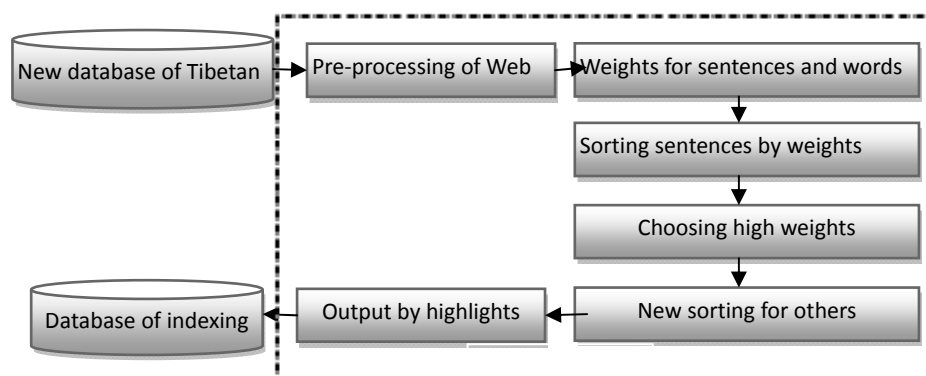 New database of Tibetan
Pre-processing of Web
Weights for sentences and words
Sorting sentences by weights
Choosing high weights
New sorting for others
Output by highlights
Database of indexing